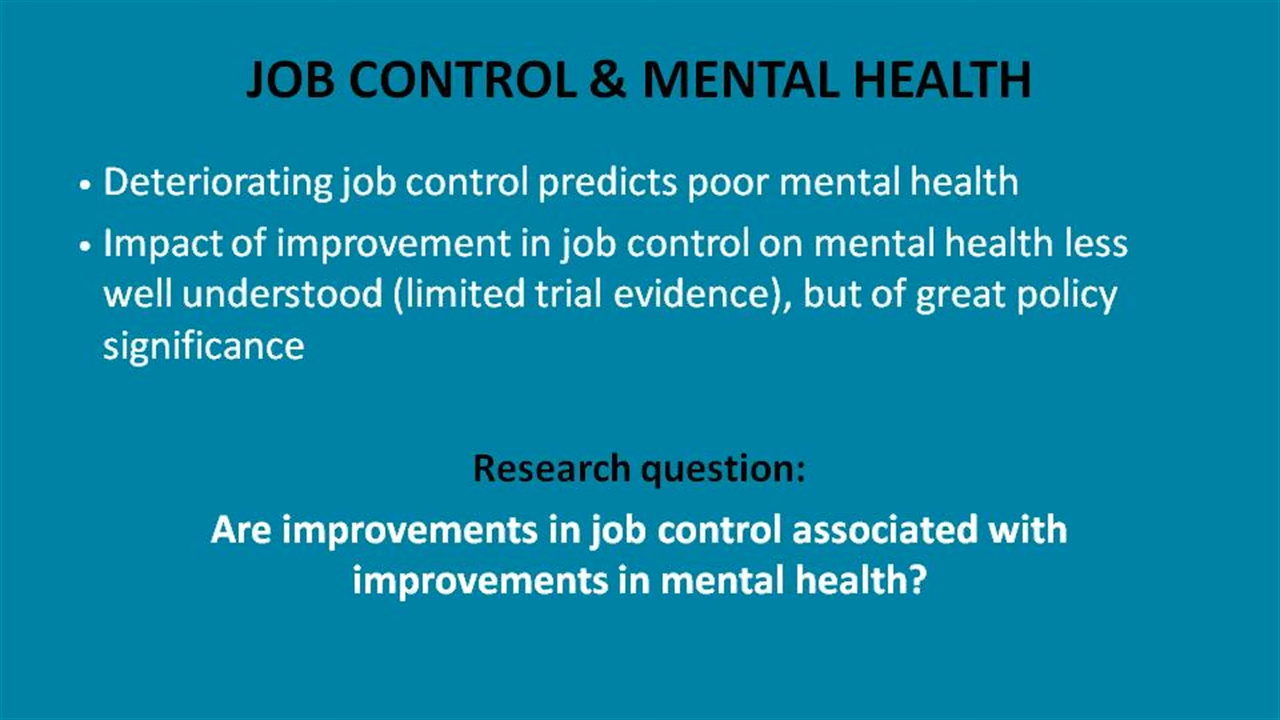 JOB CONTROL & MENTAL HEALTH
• Deteriorating job control predicts poor mental health
• Impact of improvement in job control on mental health less
well understood (limited trial evidence), but of great policy
significance
Research question:
Are improvements in job control associated with
improvements in mental health?